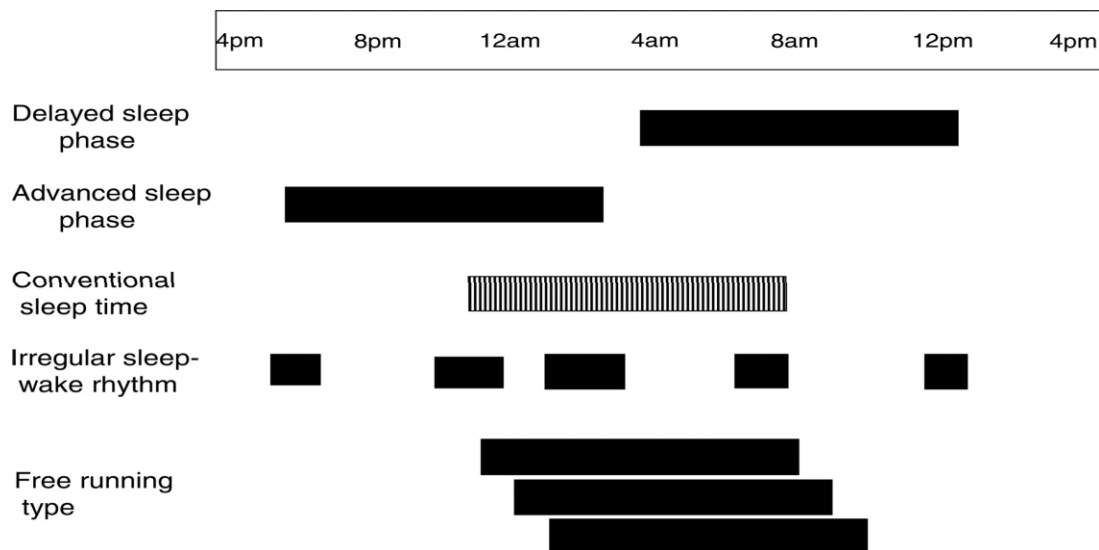 4pm 8pm 12am 4am 8am 12pm 4pm
Delayed sleep
phase
Advanced sleep
phase
Conventional
sleep time
Irregular sleep-
wake rhythm
Free running
type